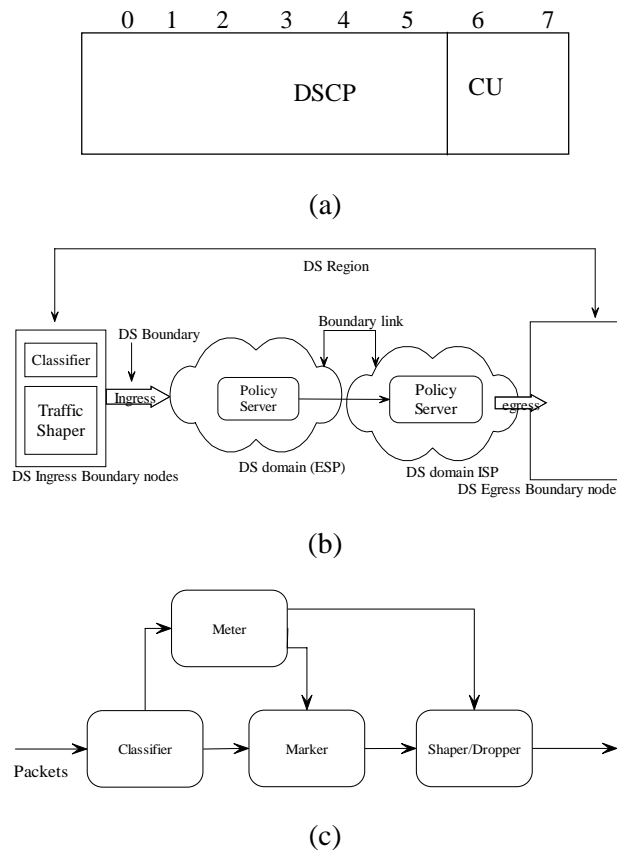 0 1 2 3 4 5 6 7
DSCP
CU
(a)
DS Region
DS Boundary
Boundary link
Classifier
Traffic
Shaper
Ingress
Policy
Server
Policy
Server
egress
DS Ingress Boundary nodes
DS domain (ESP)
DS domain ISP
DS Egress Boundary nodes
(b)
Meter
Classifier
Marker
Shaper/Dropper
Packets
(c)